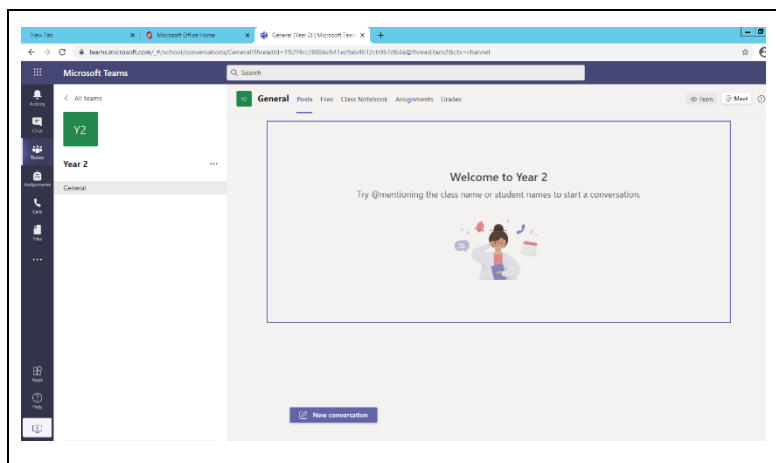 New Tab
Microsoft Office Home
General (Year 2) | Microsoft Team
Microsoft Teams
Search
Activity
Chat
Teams
Assignments
Calls
Files
Apps
Help
All teams
Y2
Year 2
General
Y2 General Posts Files Class Notebook Assignments Grades
Team
Meet
Welcome to Year 2
Try @mentioning the class name or student names to start a conversation.
New conversation